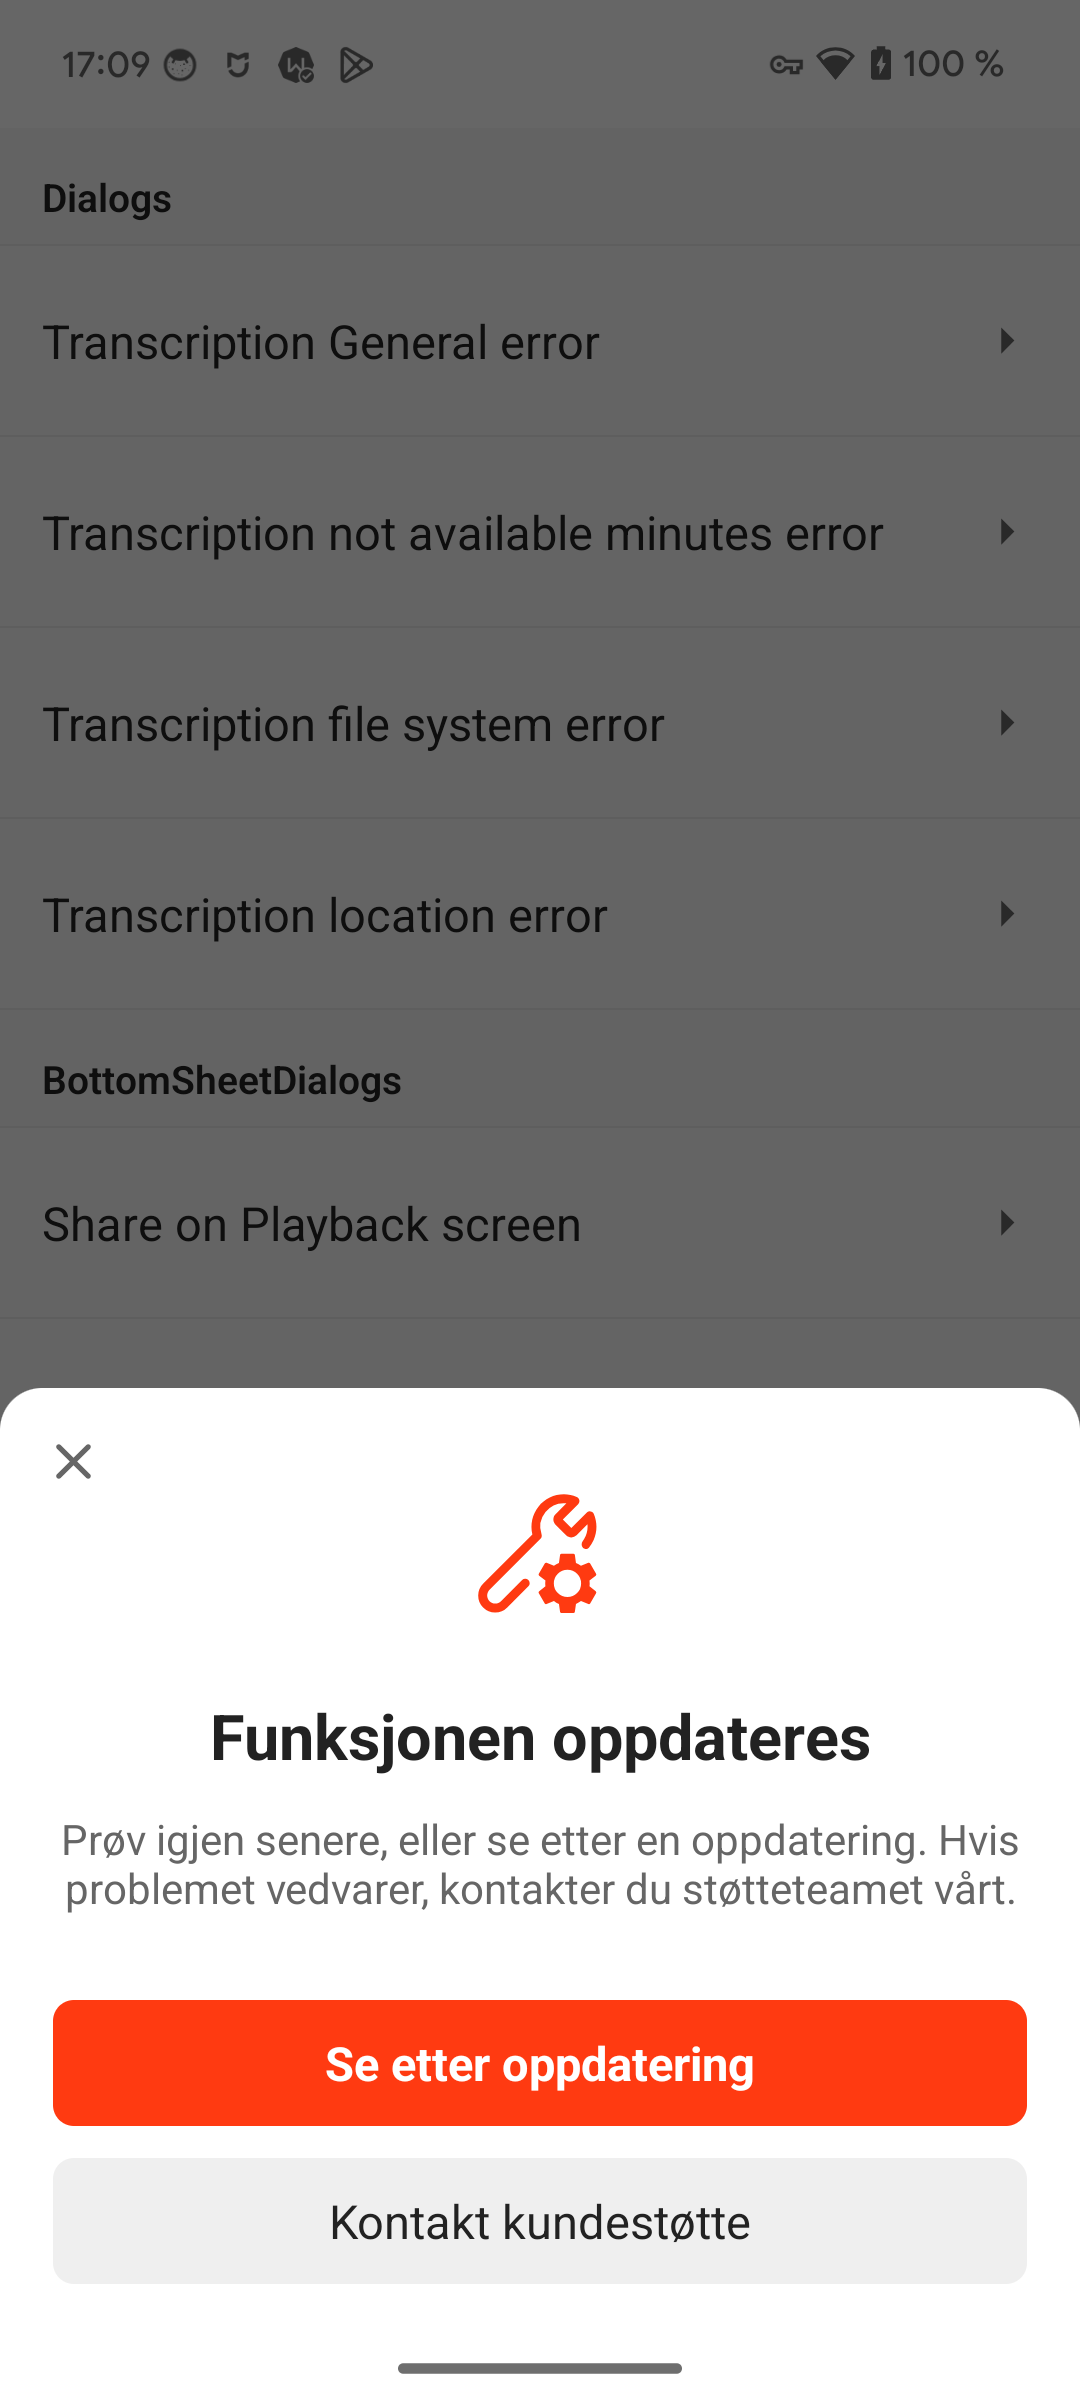 17:09
100 %
Dialogs
Transcription General error
Transcription not available minutes error
Transcription file system error
Transcription location error
BottomSheetDialogs
Share on Playback screen
Funksjonen oppdateres
Prøv igjen senere, eller se etter en oppdatering. Hvis
problemet vedvarer, kontakter du støtteteamet vårt.
Se etter oppdatering
Kontakt kundestøtte